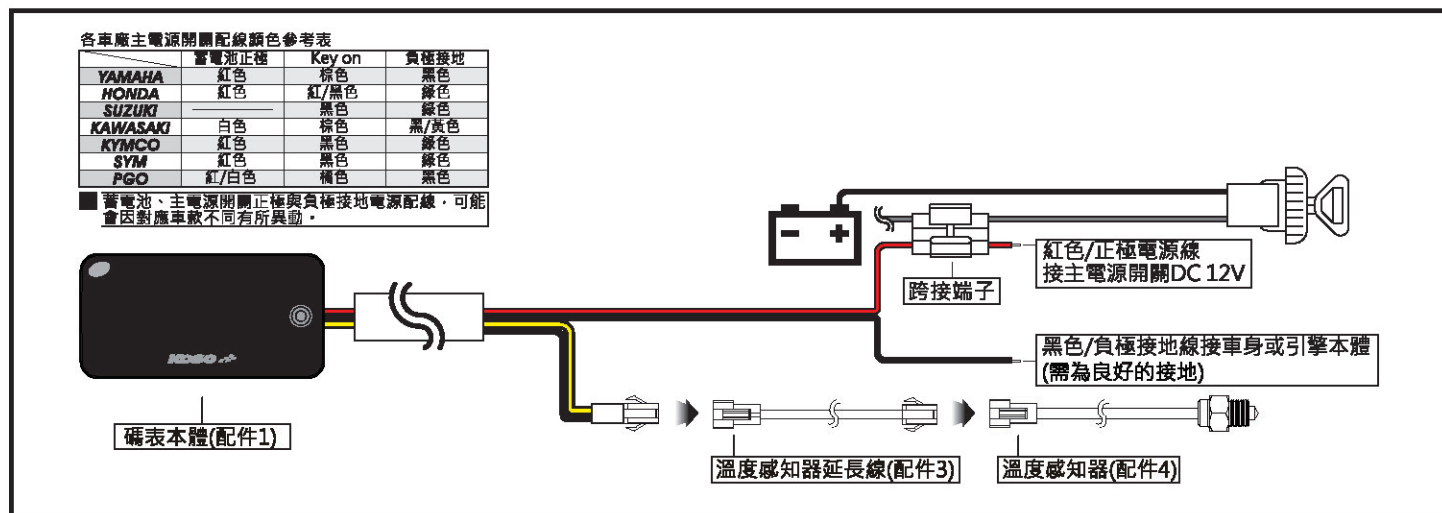 各車廠主電源開關配線顏色參考表
蓄電池正極 Key on 負極接地
YAMAHA 紅色 棕色 黑色
HONDA 紅色 紅/黑色 綠色
SUZUKI 黑色 綠色
KAWASAKI 白色 棕色 黑/黃色
KYMCO 紅色 黑色 綠色
SYM 紅色 黑色 綠色
PGO 紅/白色 橘色 黑色
■ 蓄電池、主電源開關正極與負極接地電源配線，可能
會因對應車款不同有所異動。
- +
紅色/正極電源線
接主電源開關DC 12V
跨接端子
黑色/負極接地線接車身或引擎本體
(需為良好的接地)
KOSO
碼表本體(配件1)
溫度感知器延長線(配件3)
溫度感知器(配件4)